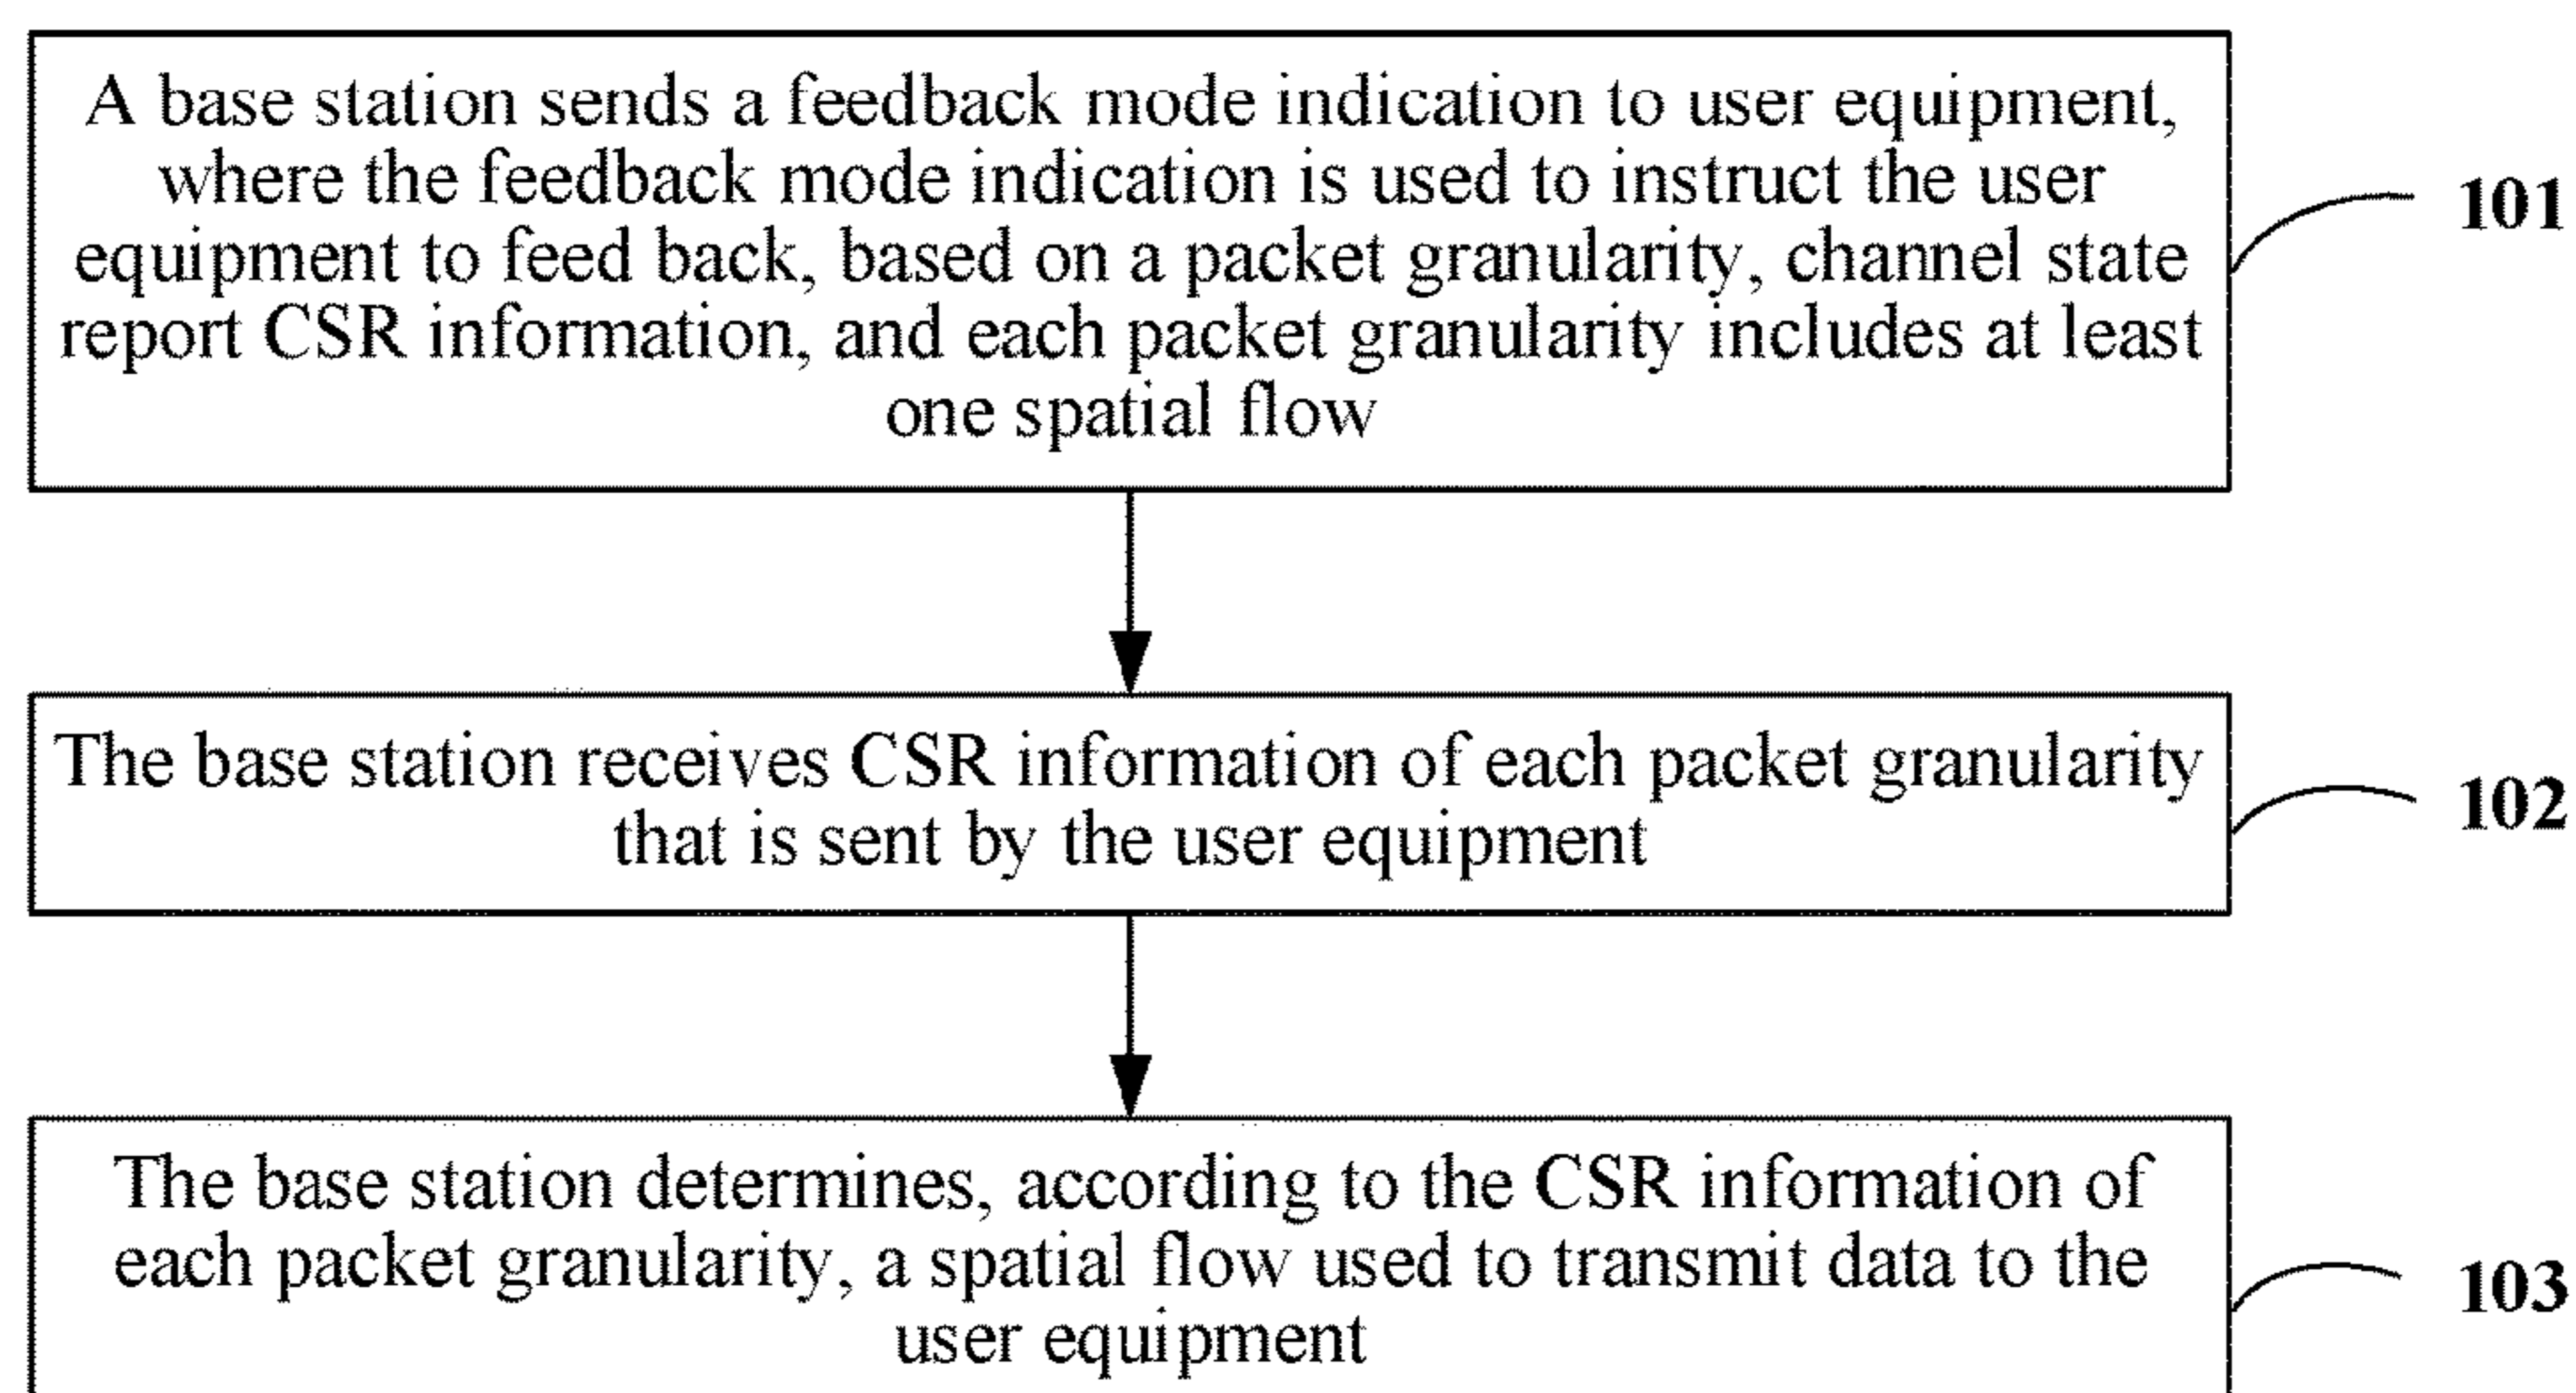 A base station sends a feedback mode indication to user equipment,
where the feedback mode indication is used to instruct the user
equipment to feed back, based on a packet granularity, channel state
report CSR information, and each packet granularity includes at least
one spatial flow
101
The base station receives CSR information of each packet granularity
that is sent by the user equipment
102
The base station determines, according to the CSR information of
each packet granularity, a spatial flow used to transmit data to the
user equipment
103